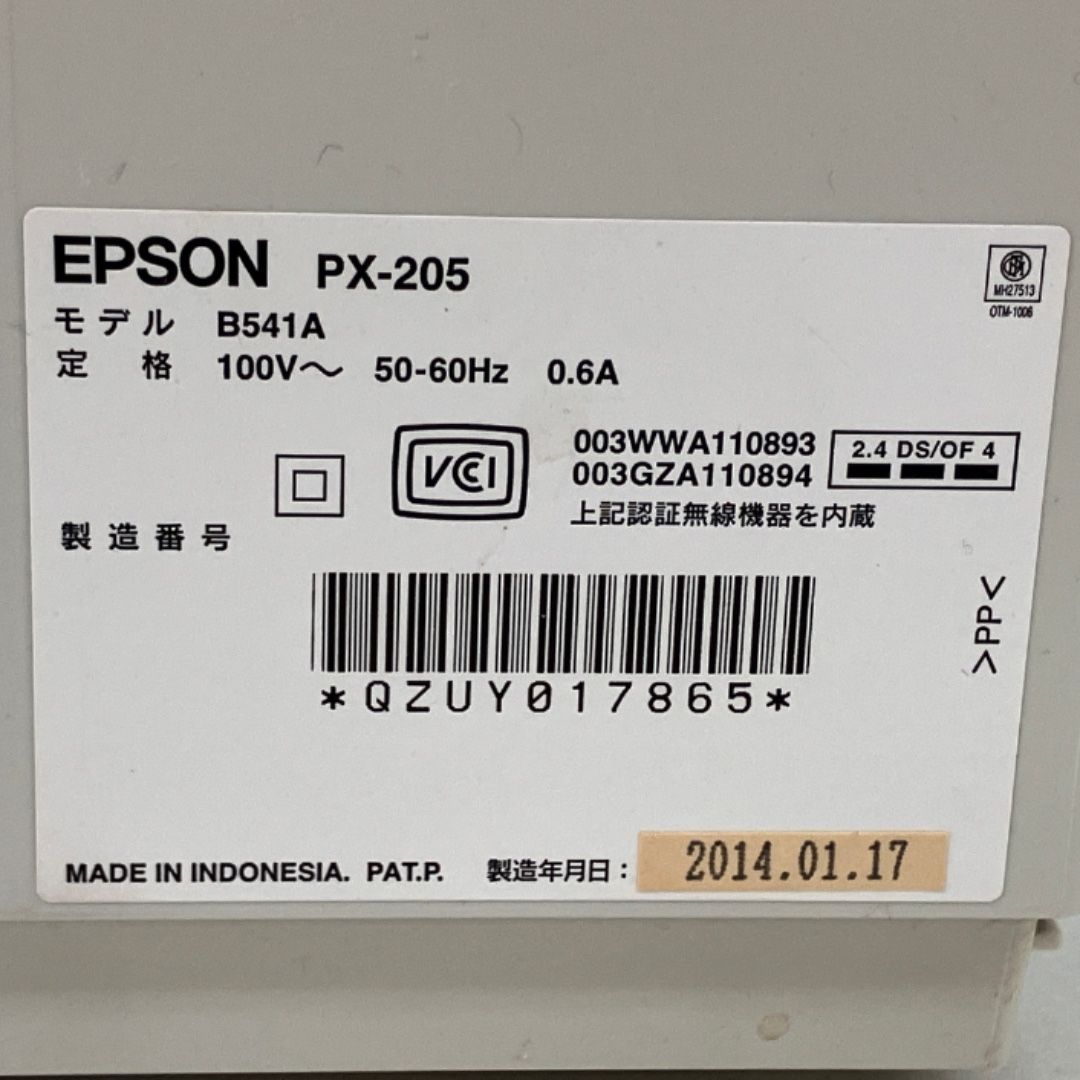 EPSON PX-205
MH27513
OTM-1006
モデル B541A
定格 100V～ 50-60Hz 0.6A
VCCI
003WWA110893
003GZA110894
2.4 DS/OF 4
上記認証無線機器を内蔵
製造番号
>PP<
*QZUY017865*
MADE IN INDONESIA. PAT.P. 製造年月日：2014.01.17